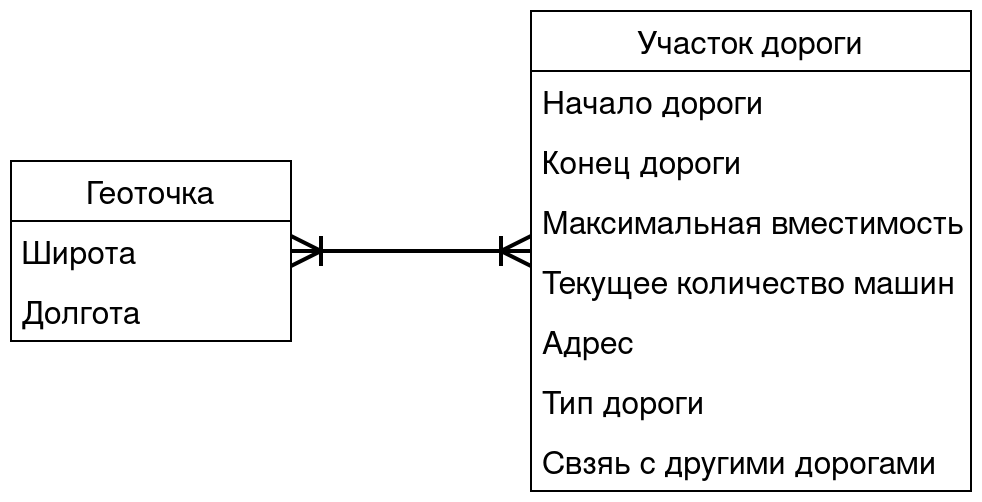 Геоточка
Широта
Долгота
Участок дороги
Начало дороги
Конец дороги
Максимальная вместимость
Текущее количество машин
Адрес
Тип дороги
Свзяь с другими дорогами